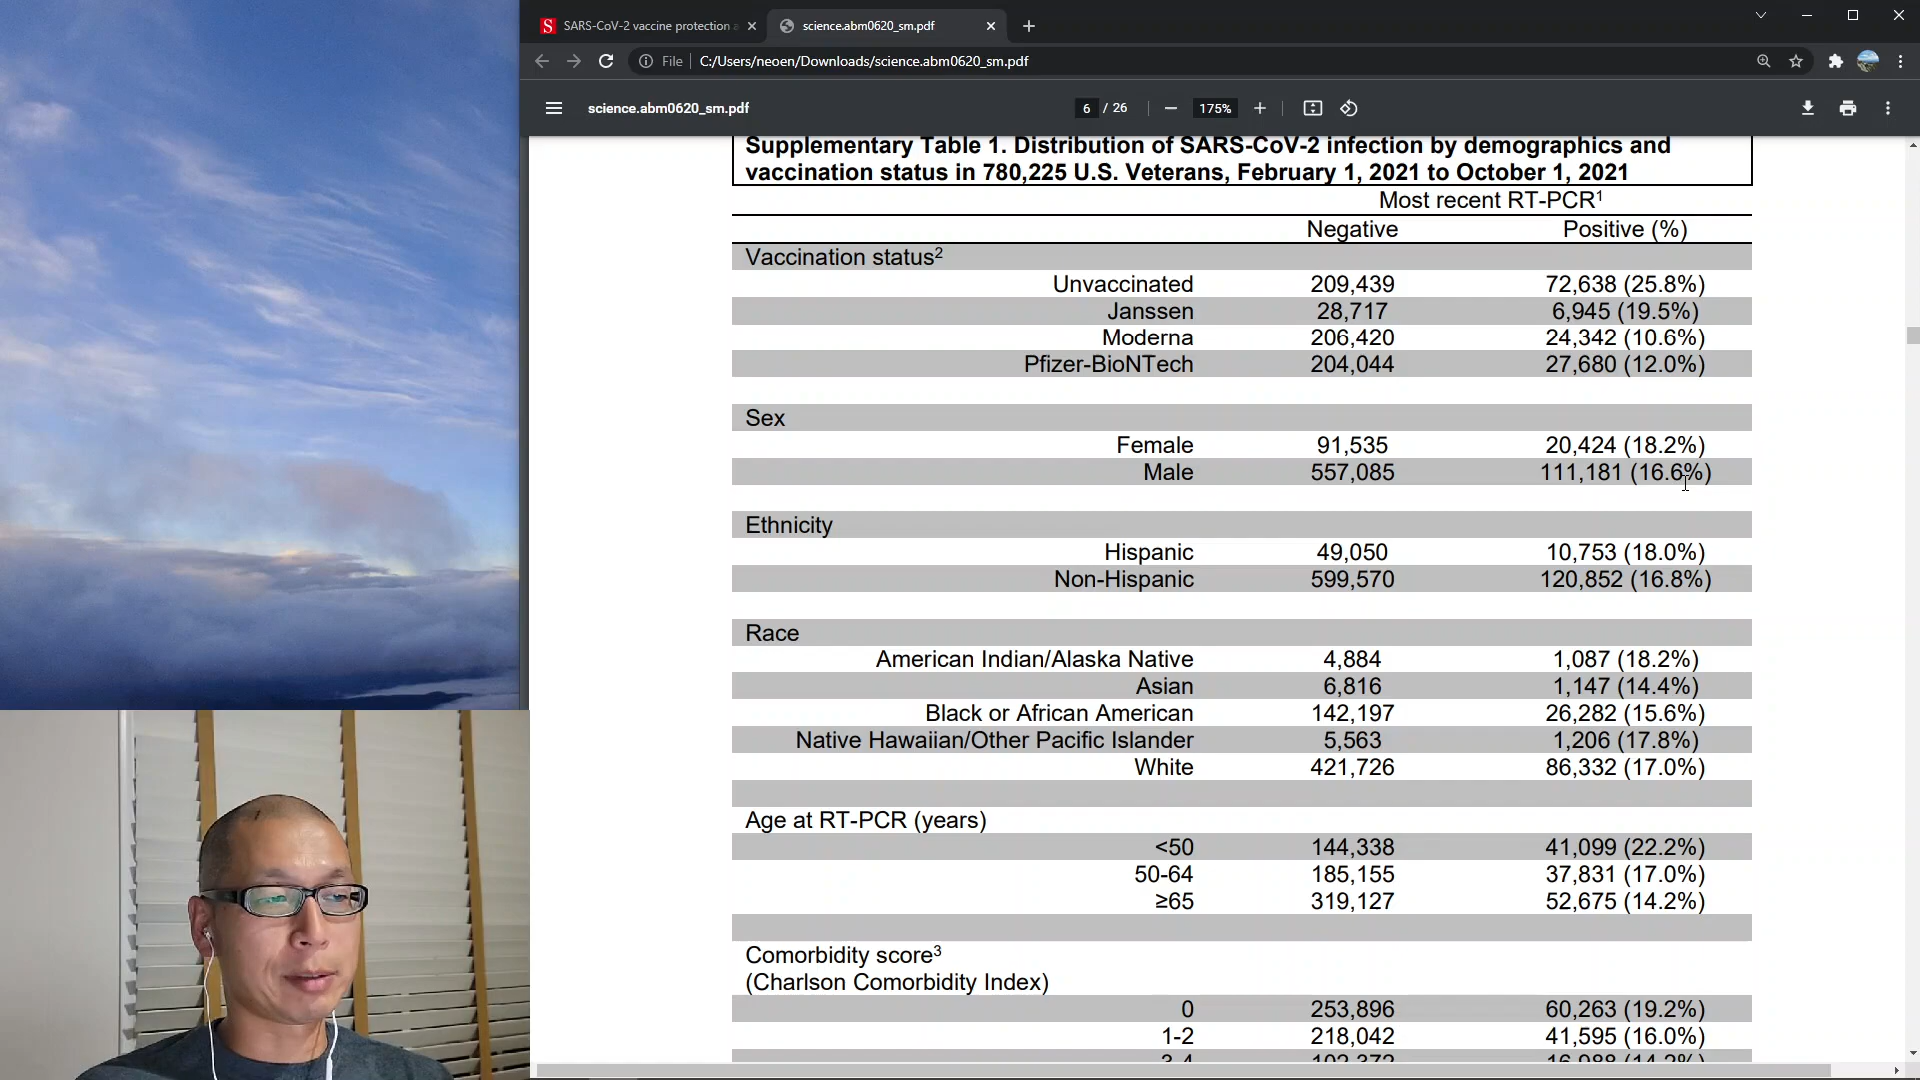 SARS-CoV-2 vaccine protection
science.abm0620_sm.pdf
File C:/Users/neoen/Downloads/science.abm0620_sm.pdf
science.abm0620_sm.pdf 6 / 26 175%
Supplementary Table 1. Distribution of SARS-CoV-2 infection by demographics and
vaccination status in 780,225 U.S. Veterans, February 1, 2021 to October 1, 2021
Most recent RT-PCR¹
Negative Positive (%)
Vaccination status²
Unvaccinated 209,439 72,638 (25.8%)
Janssen 28,717 6,945 (19.5%)
Moderna 206,420 24,342 (10.6%)
Pfizer-BioNTech 204,044 27,680 (12.0%)
Sex
Female 91,535 20,424 (18.2%)
Male 557,085 111,181 (16.6%)
Ethnicity
Hispanic 49,050 10,753 (18.0%)
Non-Hispanic 599,570 120,852 (16.8%)
Race
American Indian/Alaska Native 4,884 1,087 (18.2%)
Asian 6,816 1,147 (14.4%)
Black or African American 142,197 26,282 (15.6%)
Native Hawaiian/Other Pacific Islander 5,563 1,206 (17.8%)
White 421,726 86,332 (17.0%)
Age at RT-PCR (years)
<50 144,338 41,099 (22.2%)
50-64 185,155 37,831 (17.0%)
≥65 319,127 52,675 (14.2%)
Comorbidity score³
(Charlson Comorbidity Index)
0 253,896 60,263 (19.2%)
1-2 218,042 41,595 (16.0%)
3-4 102,372 16,988 (14.2%)